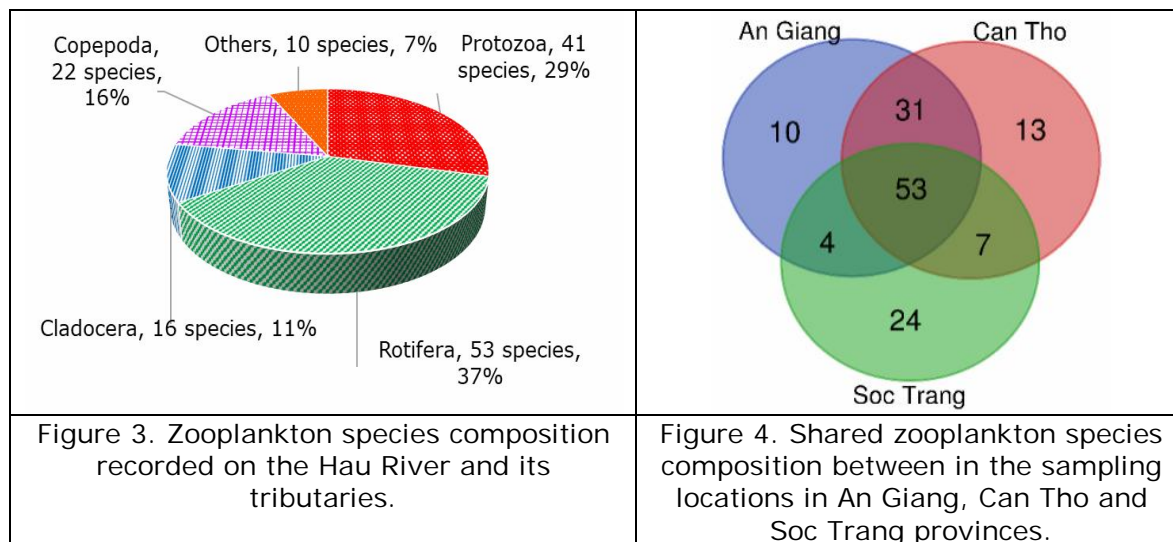 Copepoda,
22 species,
16%
Others, 10 species, 7%
Protozoa, 41
species, 29%
Cladocera, 16 species, 11%
Rotifera, 53 species,
37%
An Giang
Can Tho
10
31
13
53
4
7
24
Soc Trang
Figure 3. Zooplankton species composition
recorded on the Hau River and its
tributaries.
Figure 4. Shared zooplankton species
composition between in the sampling
locations in An Giang, Can Tho and
Soc Trang provinces.